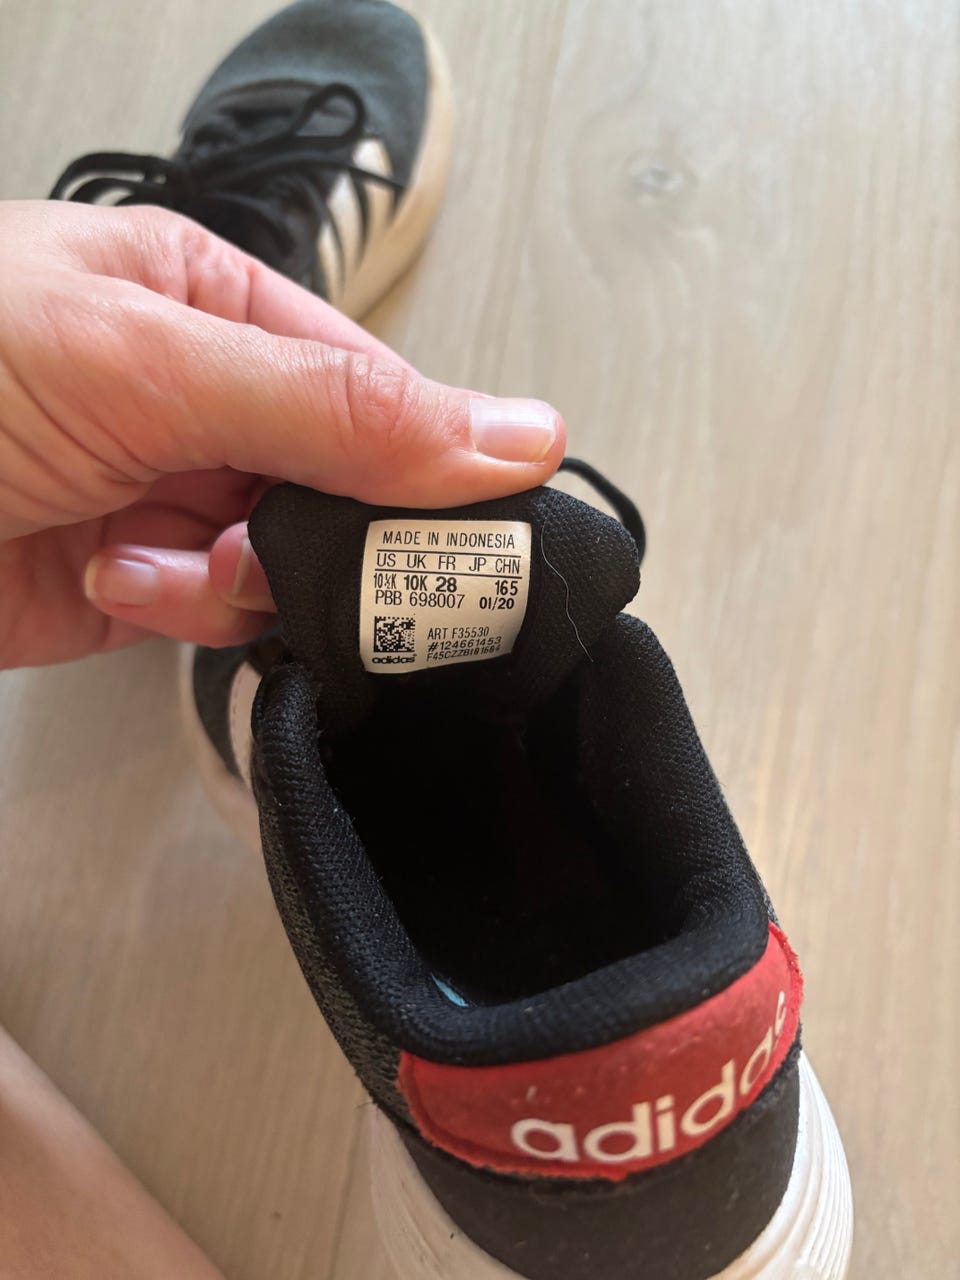 MADE IN INDONESIA
US UK FR JP CHN
10½K 10K 28 165
PBB 698007 01/20
ART F35530
#124661453
adidas
adidas